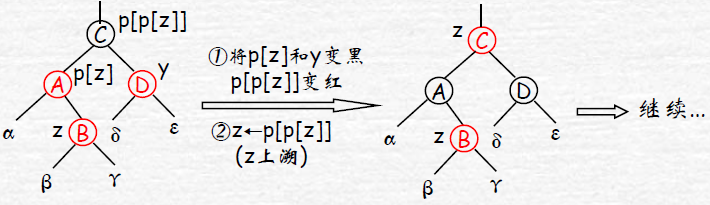 C p[p[z]]
A p[z] D y
z B
α δ ε
β γ
①将p[z]和y变黑
p[p[z]]变红
②z←p[p[z]]
(z上溯)
z C
A D
z B
α δ ε
β γ
继续...